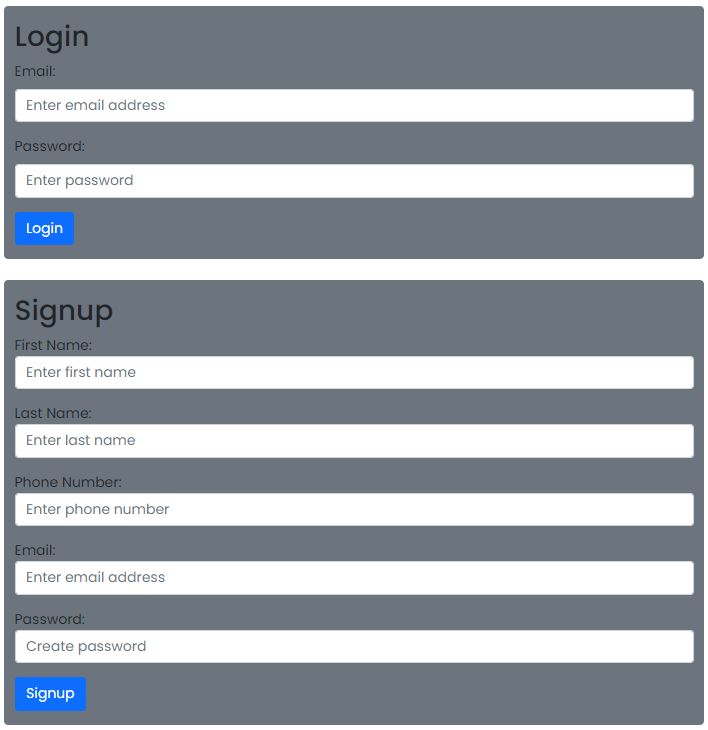 Login
Email:
Enter email address
Password:
Enter password
Login
Signup
First Name:
Enter first name
Last Name:
Enter last name
Phone Number:
Enter phone number
Email:
Enter email address
Password:
Create password
Signup